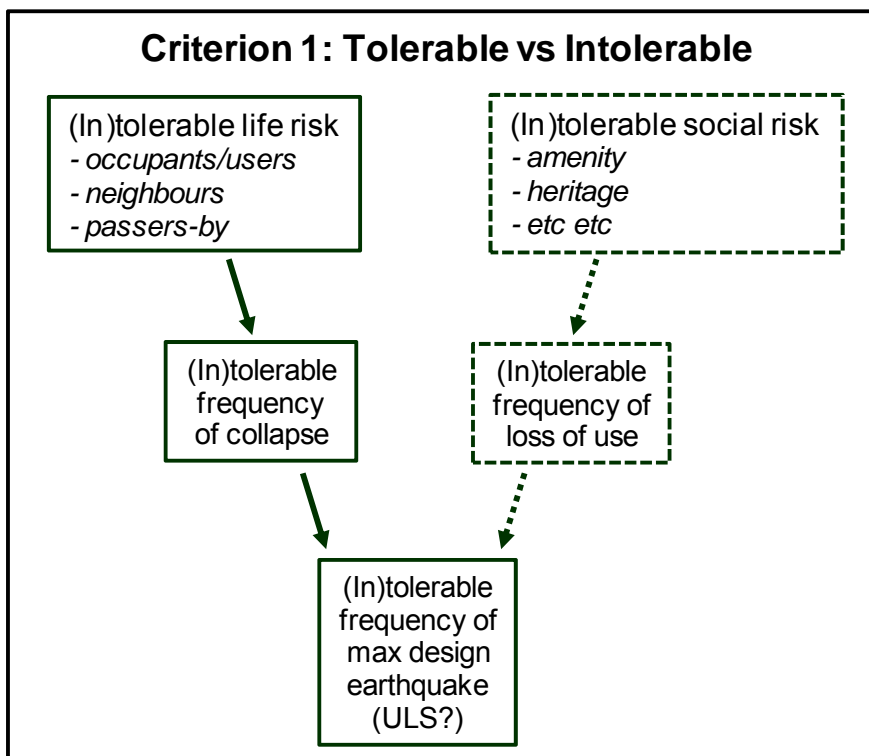 Criterion 1: Tolerable vs Intolerable
(In)tolerable life risk
- occupants/users
- neighbours
- passers-by
(In)tolerable social risk
- amenity
- heritage
- etc etc
(In)tolerable
frequency
of collapse
(In)tolerable
frequency of
loss of use
(In)tolerable
frequency of
max design
earthquake
(ULS?)